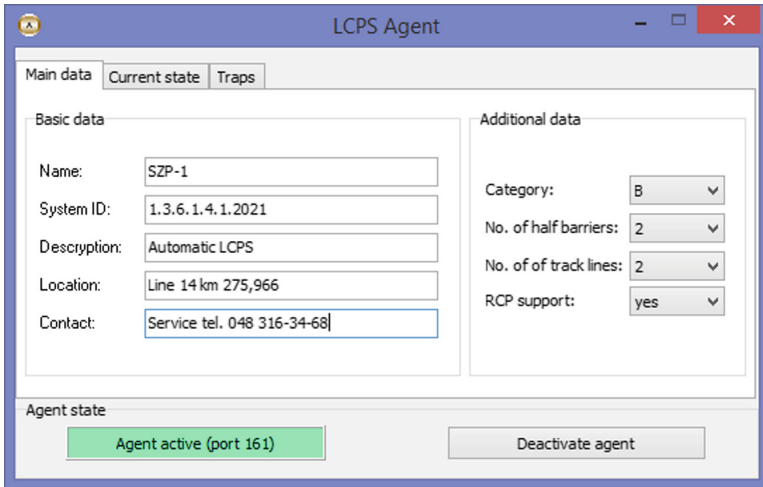 LCPS Agent
Main data Current state Traps
Basic data
Name: SZP-1
System ID: 1.3.6.1.4.1.2021
Descryption: Automatic LCPS
Location: Line 14 km 275,966
Contact: Service tel. 048 316-34-68
Additional data
Category: B
No. of half barriers: 2
No. of of track lines: 2
RCP support: yes
Agent state
Agent active (port 161) Deactivate agent